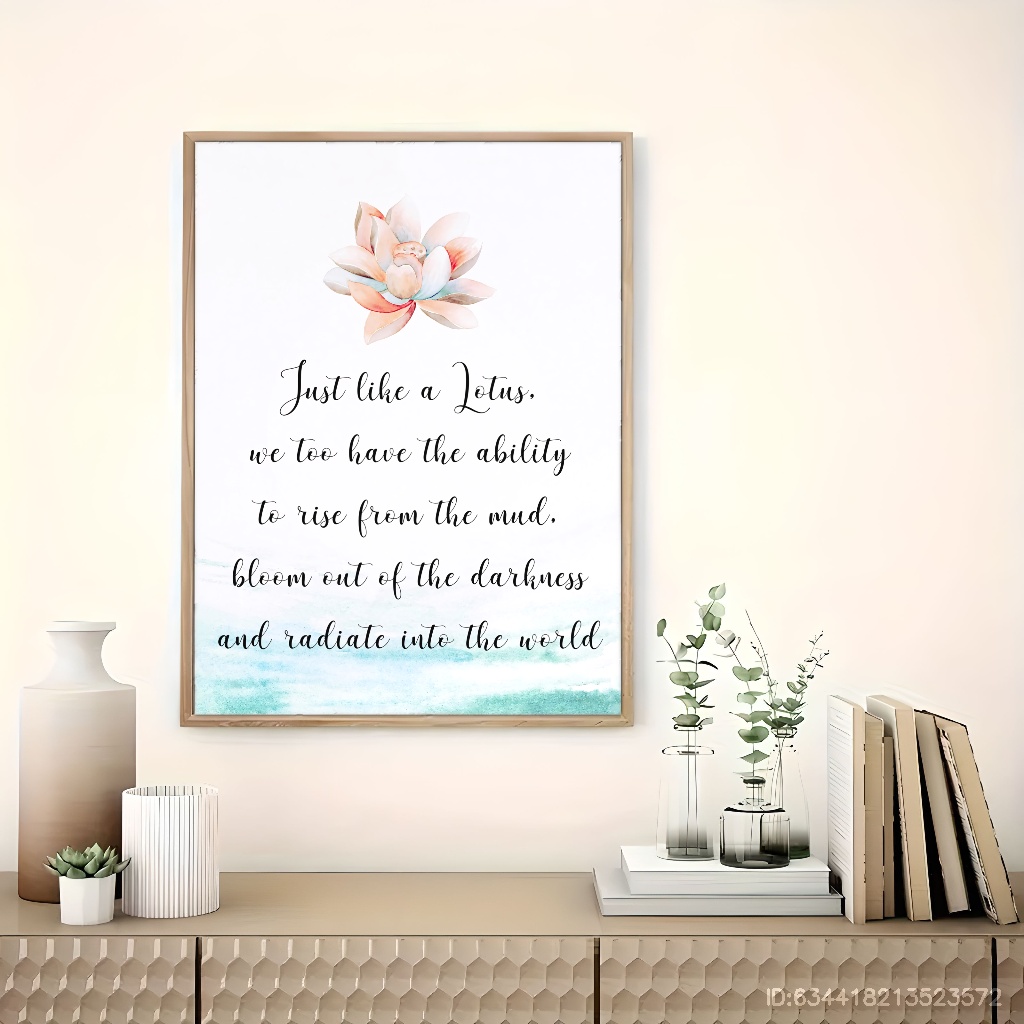 Just like a Lotus,
we too have the ability
to rise from the mud,
bloom out of the darkness
and radiate into the world
ID:634418213523572